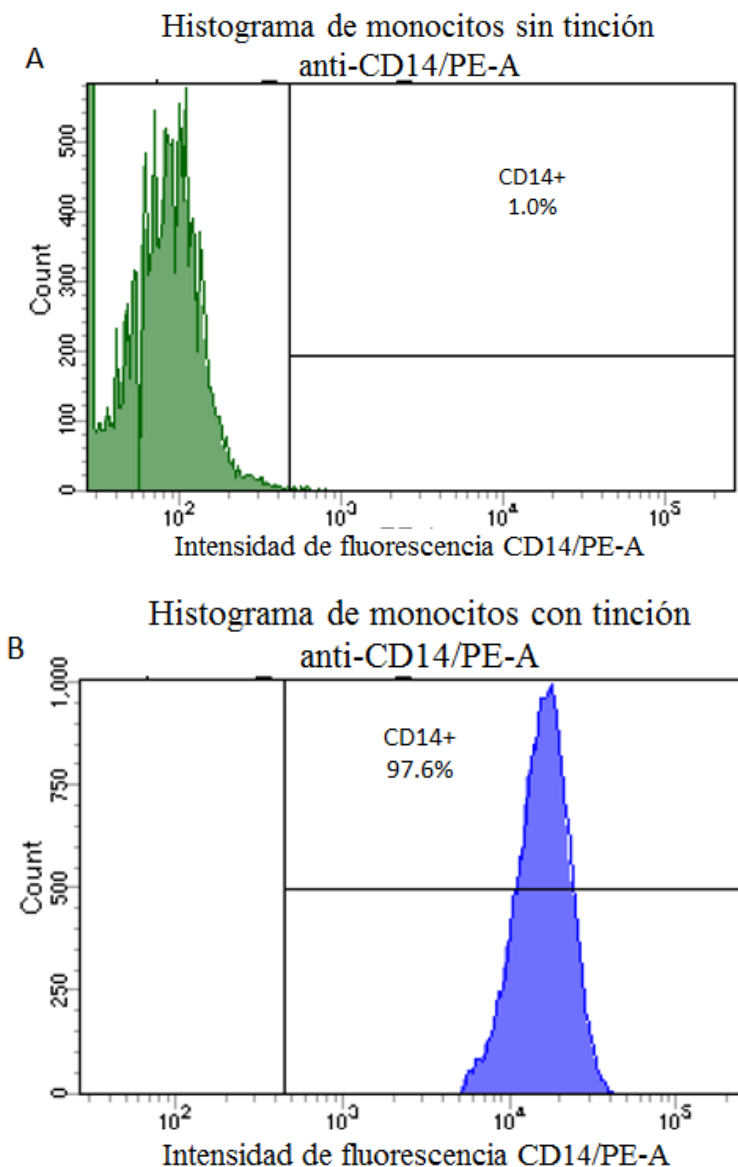 Histograma de monocitos sin tinción
A
anti-CD14/PE-A
CD14+
1.0%
Count
500
400
300
200
100
0
10²
10³
10⁴
10⁵
Intensidad de fluorescencia CD14/PE-A
Histograma de monocitos con tinción
B
anti-CD14/PE-A
CD14+
97.6%
Count
1,000
750
500
250
0
10²
10³
10⁴
10⁵
Intensidad de fluorescencia CD14/PE-A